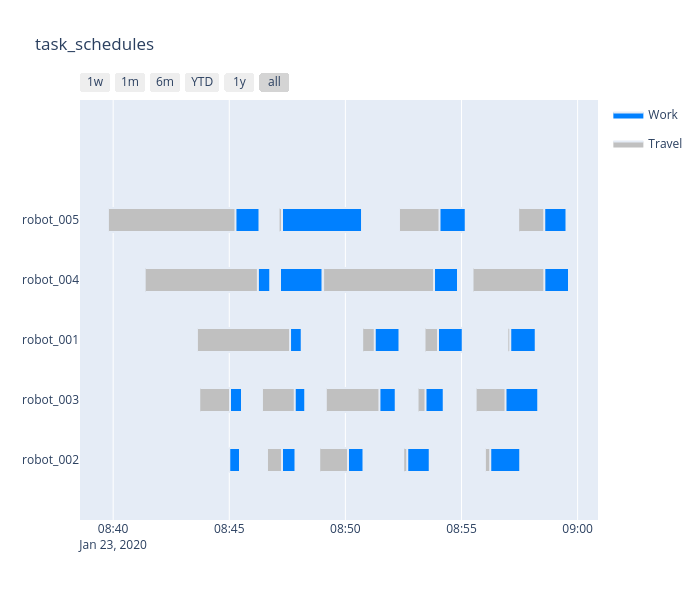 task_schedules
1w 1m 6m YTD 1y all
Work
Travel
robot_005
robot_004
robot_001
robot_003
robot_002
08:40 08:45 08:50 08:55 09:00
Jan 23, 2020